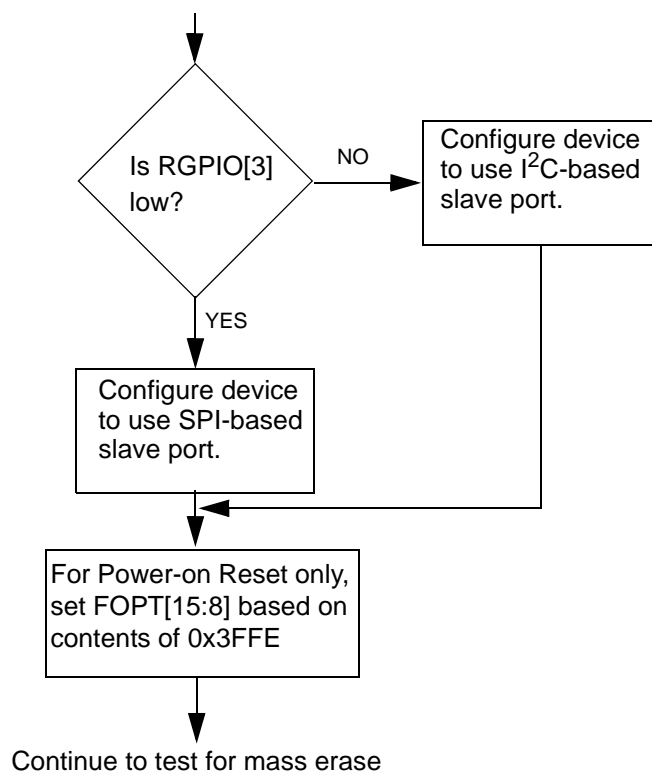 Is RGPIO[3]
low?
NO
Configure device
to use I²C-based
slave port.
YES
Configure device
to use SPI-based
slave port.
For Power-on Reset only,
set FOPT[15:8] based on
contents of 0x3FFE
Continue to test for mass erase